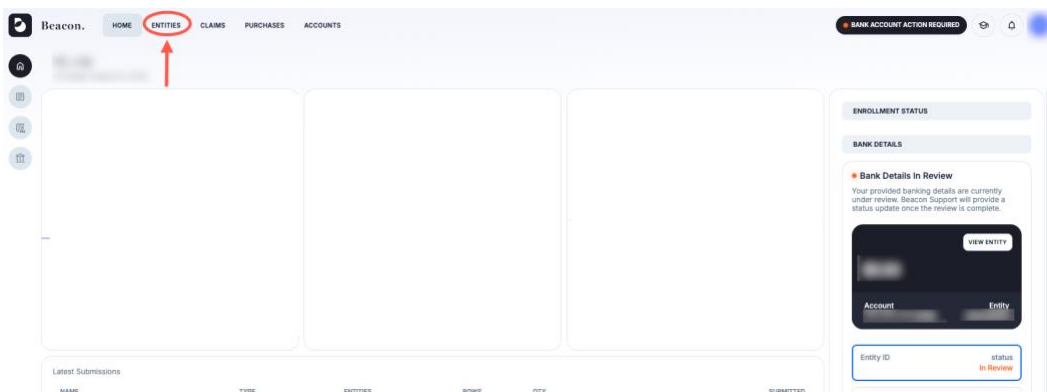 Beacon. HOME ENTITIES CLAIMS PURCHASES ACCOUNTS BANK ACCOUNT ACTION REQUIRED
ENROLLMENT STATUS
BANK DETAILS
Bank Details In Review
Your provided banking details are currently
under review. Beacon Support will provide a
status update once the review is complete.
VIEW ENTITY
Account Entity
Entity ID status
In Review
Latest Submissions
NAME TYPE ENTITIES ROWS QTY SUBMITTED